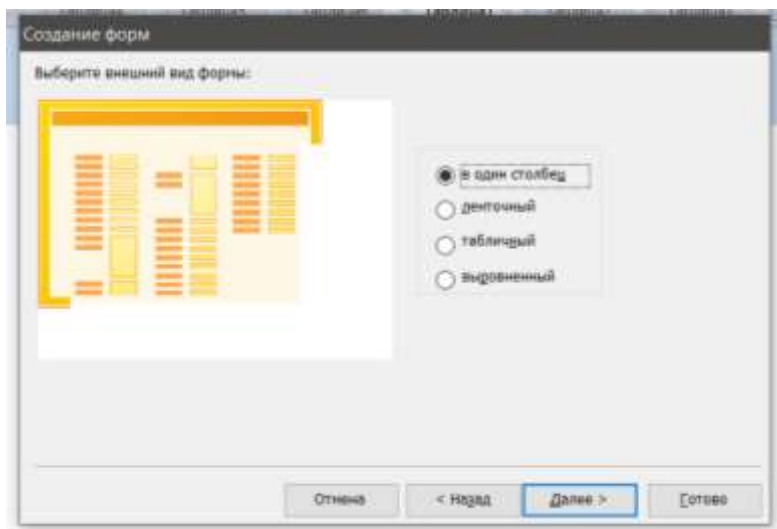 Создание форм
Выберите внешний вид формы:
в один столбец
ленточный
табличный
выровненный
Отмена
< Назад
Далее >
Готово